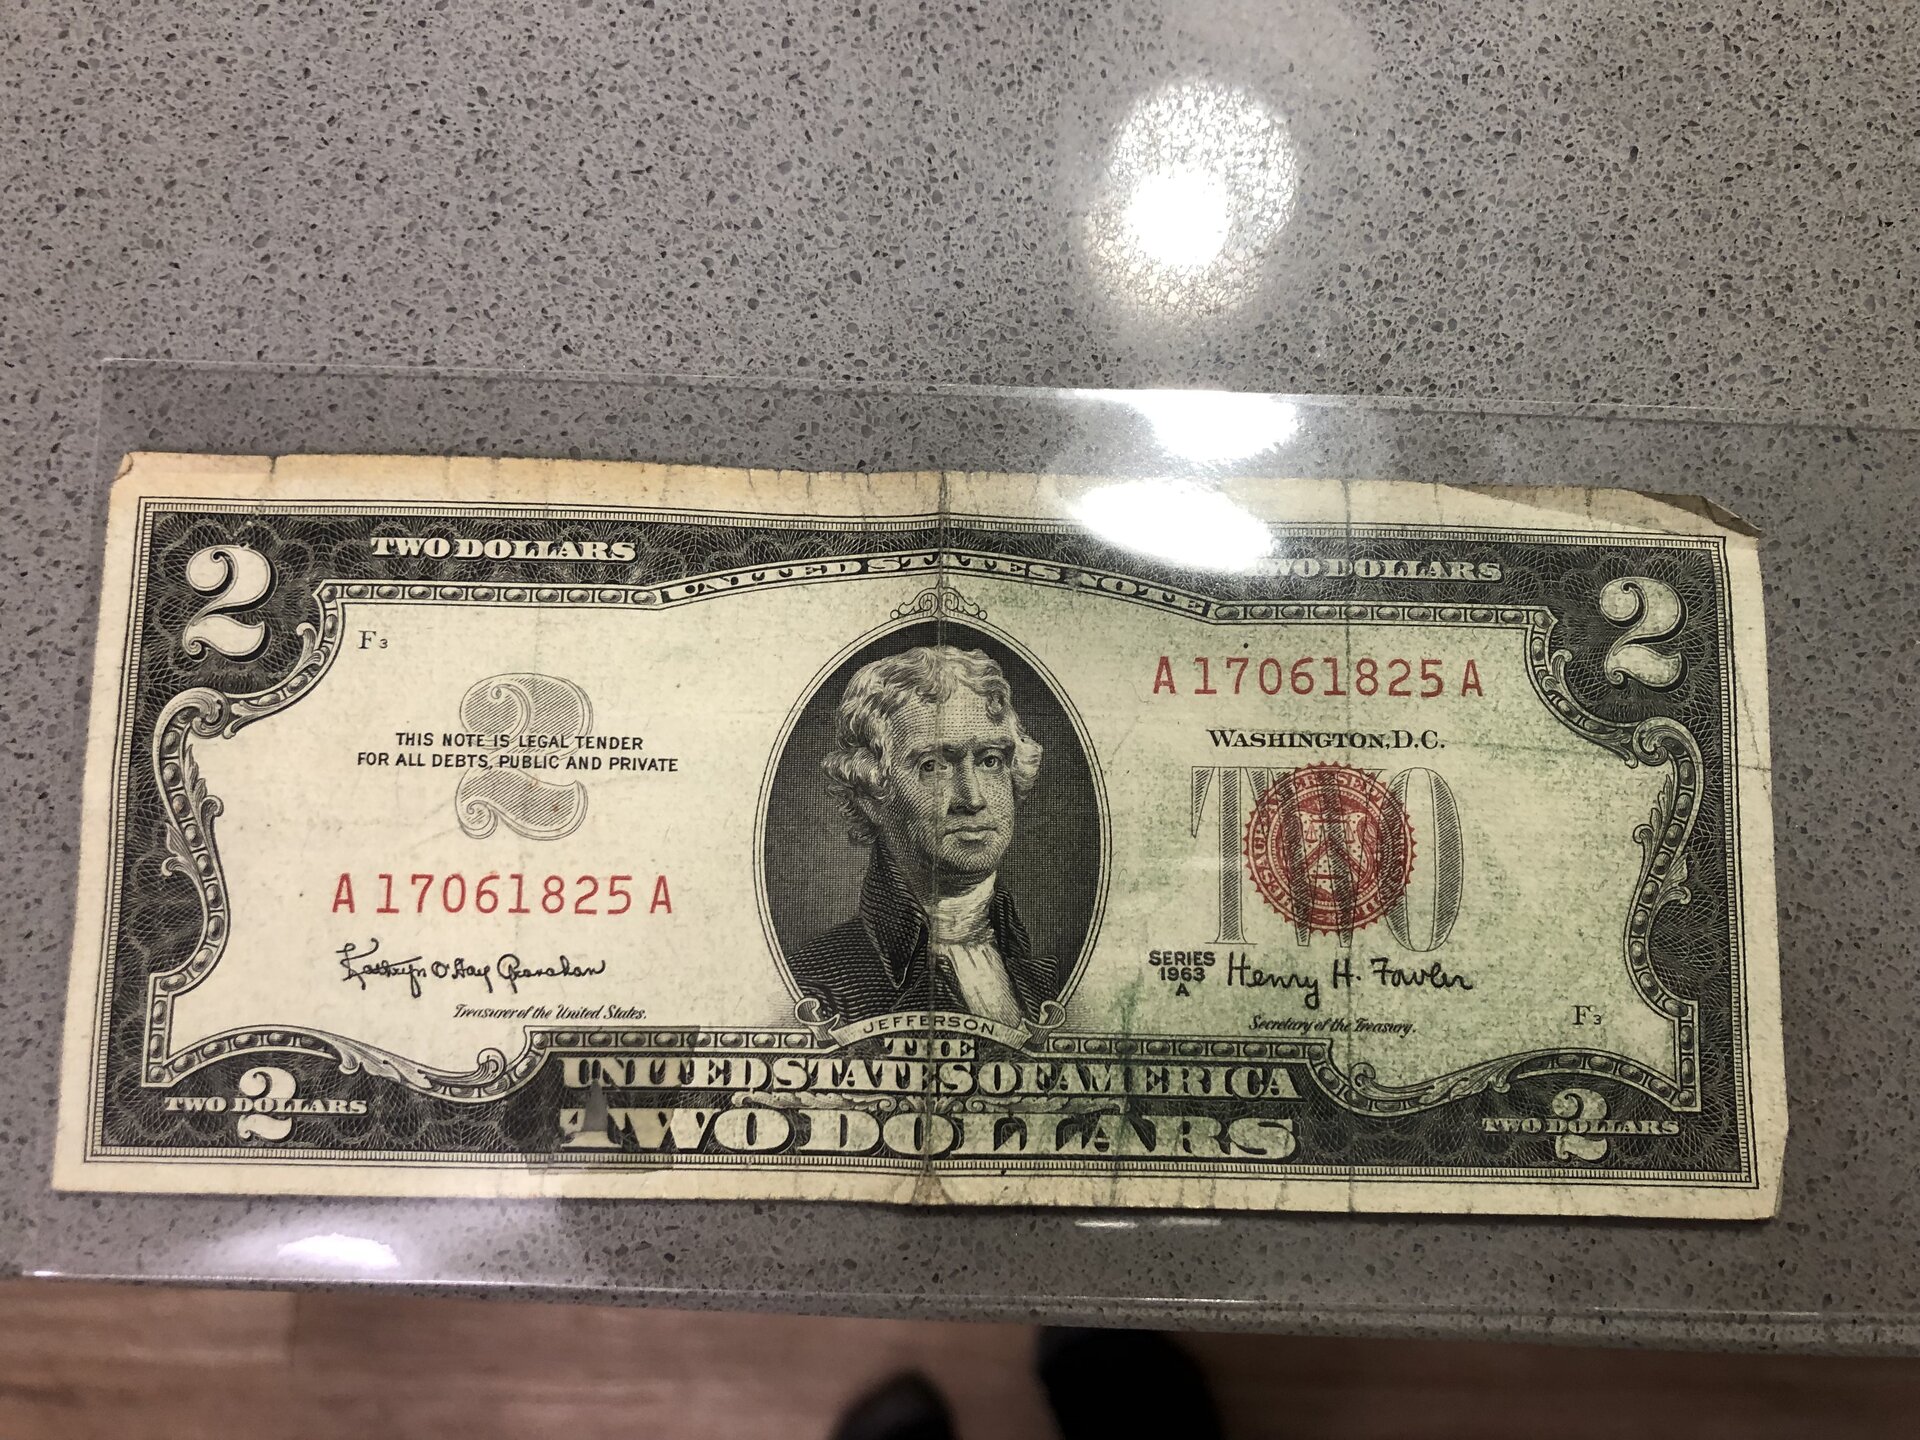 2
TWO DOLLARS
UNITED STATES NOTE
TWO DOLLARS
2
F3
A 17061825 A
2
THIS NOTE IS LEGAL TENDER
FOR ALL DEBTS, PUBLIC AND PRIVATE
WASHINGTON, D.C.
TWO
A 17061825 A
Kathryn O'Hay Granahan
Treasurer of the United States.
SERIES
1963
A
Henry H. Fowler
Secretary of the Treasury.
F3
JEFFERSON
THE
UNITED STATES OF AMERICA
TWO DOLLARS
2
TWO DOLLARS
2
TWO DOLLARS